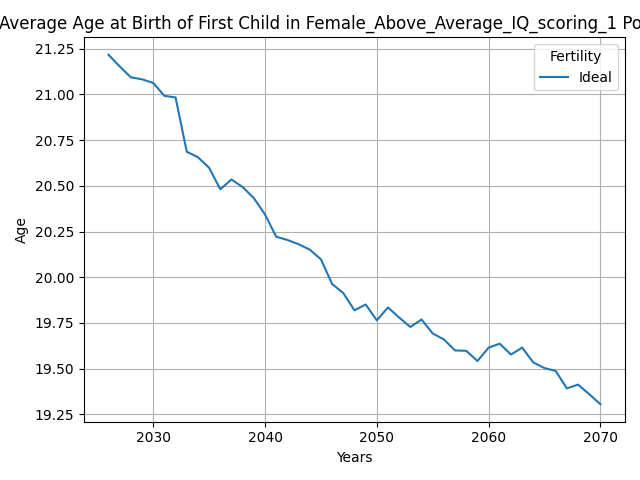 Average Age at Birth of First Child in Female_Above_Average_IQ_scoring_1 Po
21.25
21.00
20.75
20.50
20.25
20.00
19.75
19.50
19.25
Age
Fertility
Ideal
2030 2040 2050 2060 2070
Years